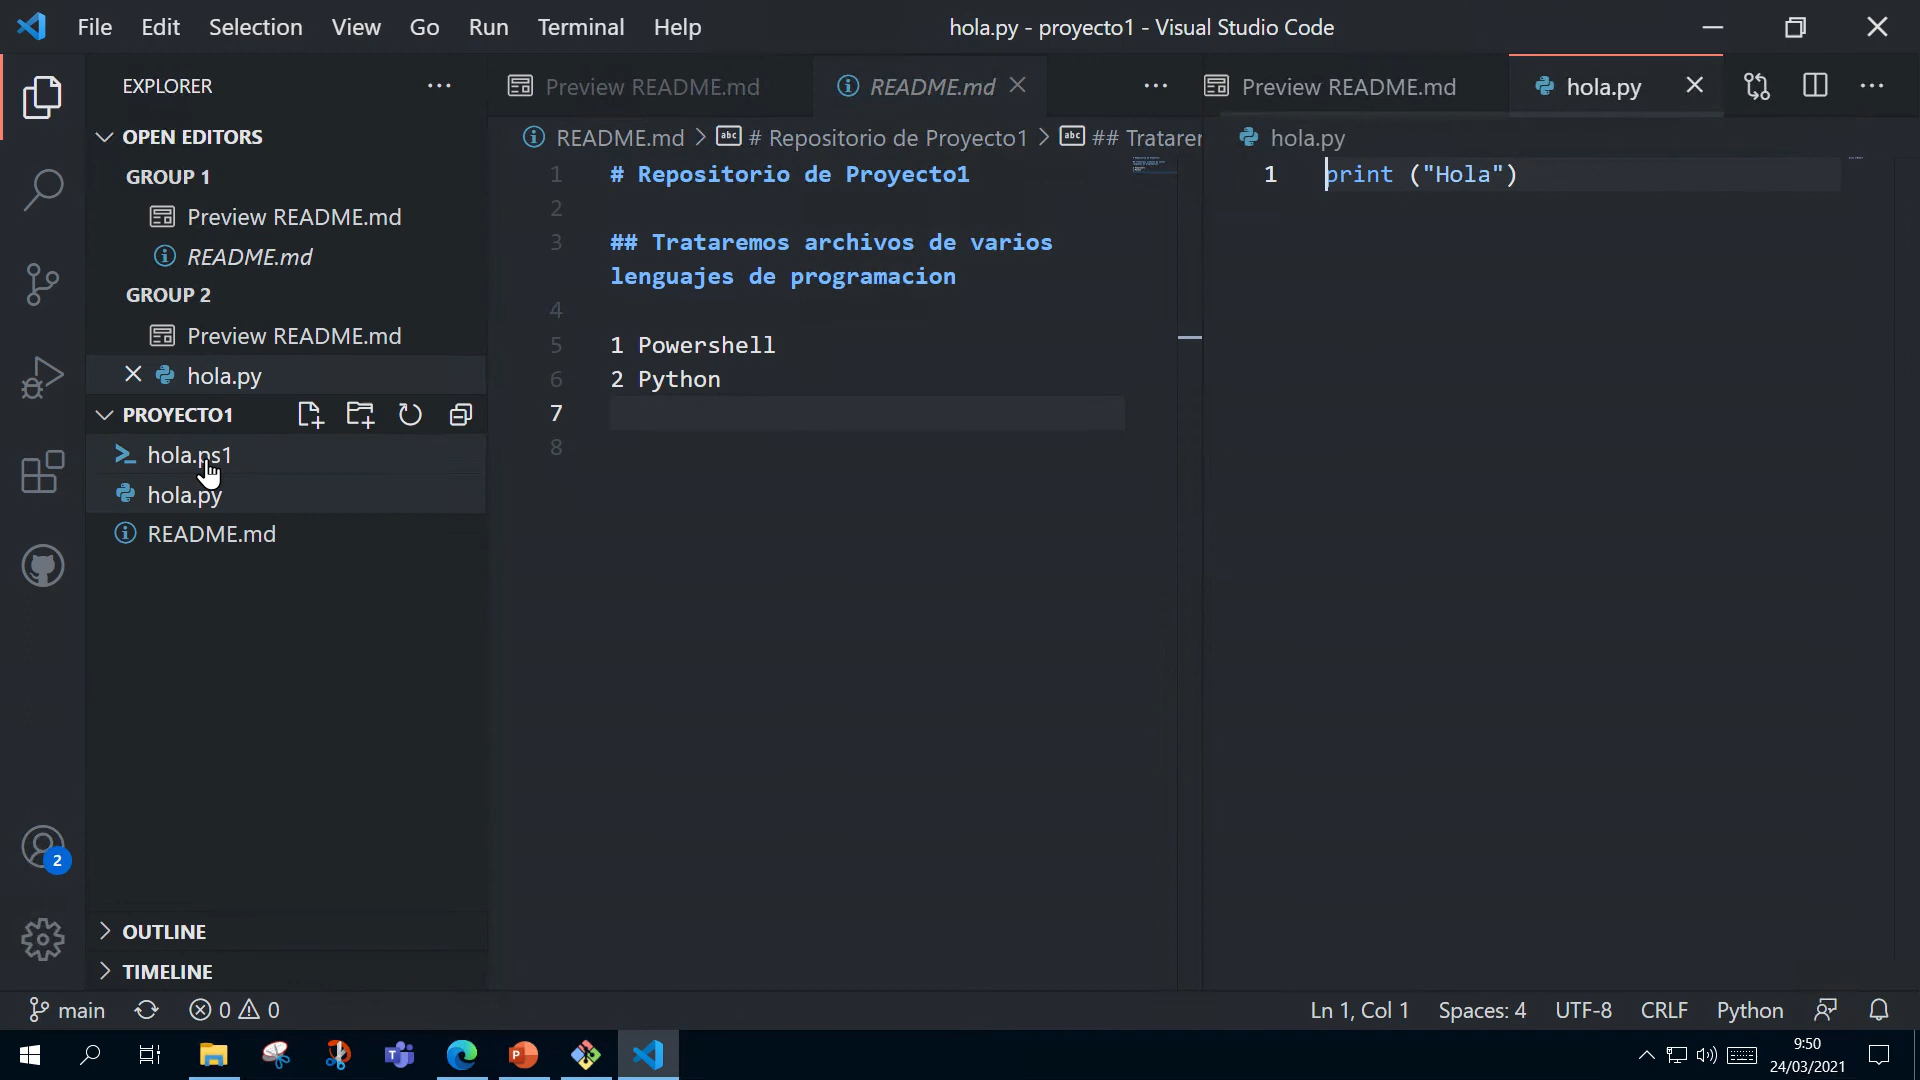 File Edit Selection View Go Run Terminal Help
hola.py - proyecto1 - Visual Studio Code
EXPLORER
OPEN EDITORS
GROUP 1
Preview README.md
README.md
GROUP 2
Preview README.md
hola.py
PROYECTO1
hola.ps1
hola.py
README.md
OUTLINE
TIMELINE
Preview README.md
README.md
README.md > # Repositorio de Proyecto1 > ## Tratarer
1 # Repositorio de Proyecto1
2
3 ## Trataremos archivos de varios
lenguajes de programacion
4
5 1 Powershell
6 2 Python
7
8
Preview README.md
hola.py
hola.py
1 print ("Hola")
2
main
0 0
Ln 1, Col 1 Spaces: 4 UTF-8 CRLF Python
9:50
24/03/2021